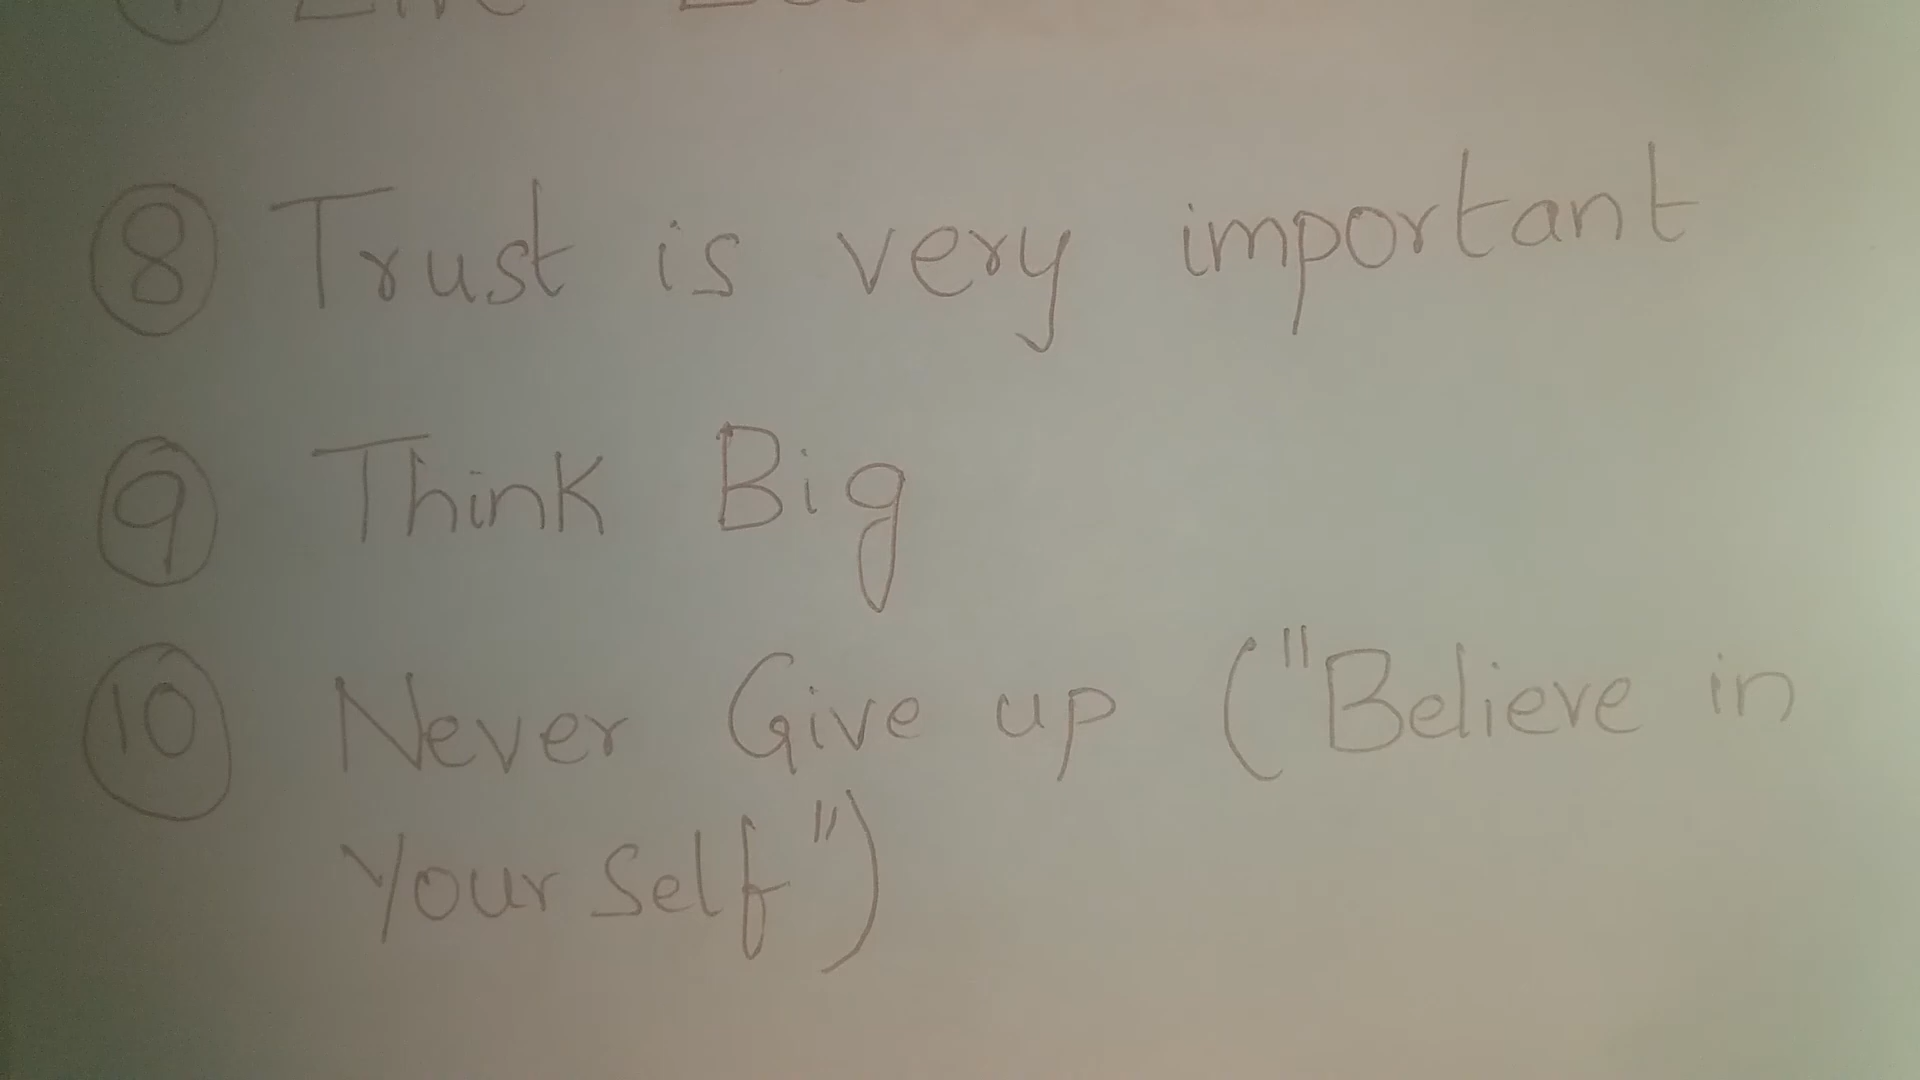 ⑧ Trust is very important
⑨ Think Big
⑩ Never Give up ("Believe in
Your Self")